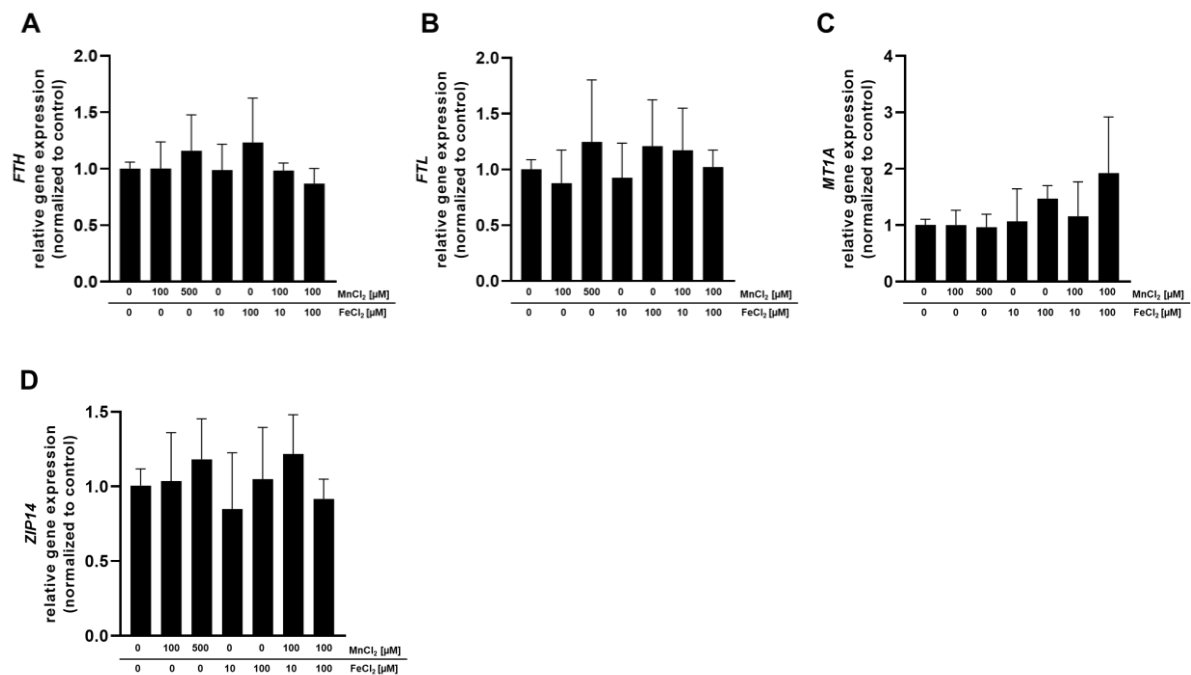 A
FTH
relative gene expression
(normalized to control)
2.0
1.5
1.0
0.5
0.0
0 100 500 0 0 100 100 MnCl₂ [µM]
0 0 0 10 100 10 100 FeCl₂ [µM]
B
FTL
relative gene expression
(normalized to control)
2.0
1.5
1.0
0.5
0.0
0 100 500 0 0 100 100 MnCl₂ [µM]
0 0 0 10 100 10 100 FeCl₂ [µM]
C
MT1A
relative gene expression
(normalized to control)
4
3
2
1
0
0 100 500 0 0 100 100 MnCl₂ [µM]
0 0 0 10 100 10 100 FeCl₂ [µM]
D
ZIP14
relative gene expression
(normalized to control)
1.5
1.0
0.5
0.0
0 100 500 0 0 100 100 MnCl₂ [µM]
0 0 0 10 100 10 100 FeCl₂ [µM]